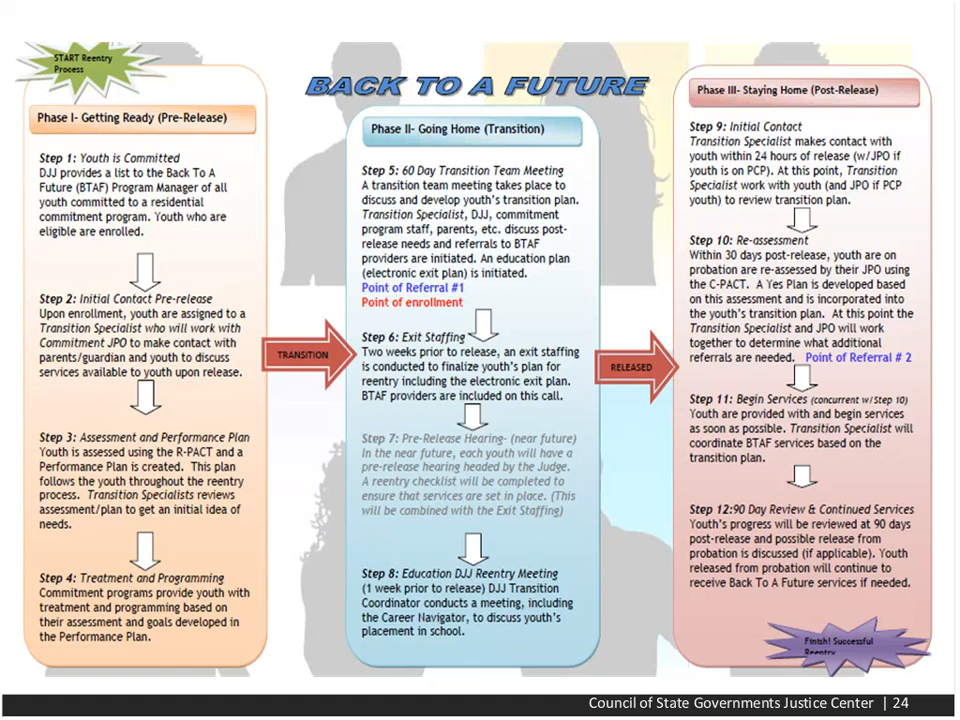 START Reentry
Process
BACK TO A FUTURE
Phase I- Getting Ready (Pre-Release)
Step 1: Youth is Committed
DJJ provides a list to the Back To A
Future (BTAF) Program Manager of all
youth committed to a residential
commitment program. Youth who are
eligible are enrolled.
Step 2: Initial Contact Pre-release
Upon enrollment, youth are assigned to a
Transition Specialist who will work with
Commitment JPO to make contact with
parents/guardian and youth to discuss
services available to youth upon release.
Step 3: Assessment and Performance Plan
Youth is assessed using the R-PACT and a
Performance Plan is created. This plan
follows the youth throughout the reentry
process. Transition Specialists reviews
assessment/plan to get an initial idea of
needs.
Step 4: Treatment and Programming
Commitment programs provide youth with
treatment and programming based on
their assessment and goals developed in
the Performance Plan.
TRANSITION
Phase II- Going Home (Transition)
Step 5: 60 Day Transition Team Meeting
A transition team meeting takes place to
discuss and develop youth's transition plan.
Transition Specialist, DJJ, commitment
program staff, parents, etc. discuss post-
release needs and referrals to BTAF
providers are initiated. An education plan
(electronic exit plan) is initiated.
Point of Referral #1
Point of enrollment
Step 6: Exit Staffing
Two weeks prior to release, an exit staffing
is conducted to finalize youth's plan for
reentry including the electronic exit plan.
BTAF providers are included on this call.
Step 7: Pre-Release Hearing- (near future)
In the near future, each youth will have a
pre-release hearing headed by the Judge.
A reentry checklist will be completed to
ensure that services are set in place. (This
will be combined with the Exit Staffing)
Step 8: Education DJJ Reentry Meeting
(1 week prior to release) DJJ Transition
Coordinator conducts a meeting, including
the Career Navigator, to discuss youth's
placement in school.
RELEASED
Phase III- Staying Home (Post-Release)
Step 9: Initial Contact
Transition Specialist makes contact with
youth within 24 hours of release (w/JPO if
youth is on PCP). At this point, Transition
Specialist work with youth (and JPO if PCP
youth) to review transition plan.
Step 10: Re-assessment
Within 30 days post-release, youth are on
probation are re-assessed by their JPO using
the C-PACT. A Yes Plan is developed based
on this assessment and is incorporated into
the youth's transition plan. At this point the
Transition Specialist and JPO will work
together to determine what additional
referrals are needed. Point of Referral # 2
Step 11: Begin Services (concurrent w/Step 10)
Youth are provided with and begin services
as soon as possible. Transition Specialist will
coordinate BTAF services based on the
transition plan.
Step 12:90 Day Review & Continued Services
Youth's progress will be reviewed at 90 days
post-release and possible release from
probation is discussed (if applicable). Youth
released from probation will continue to
receive Back To A Future services if needed.
Finish! Successful
Reentry
Council of State Governments Justice Center | 24